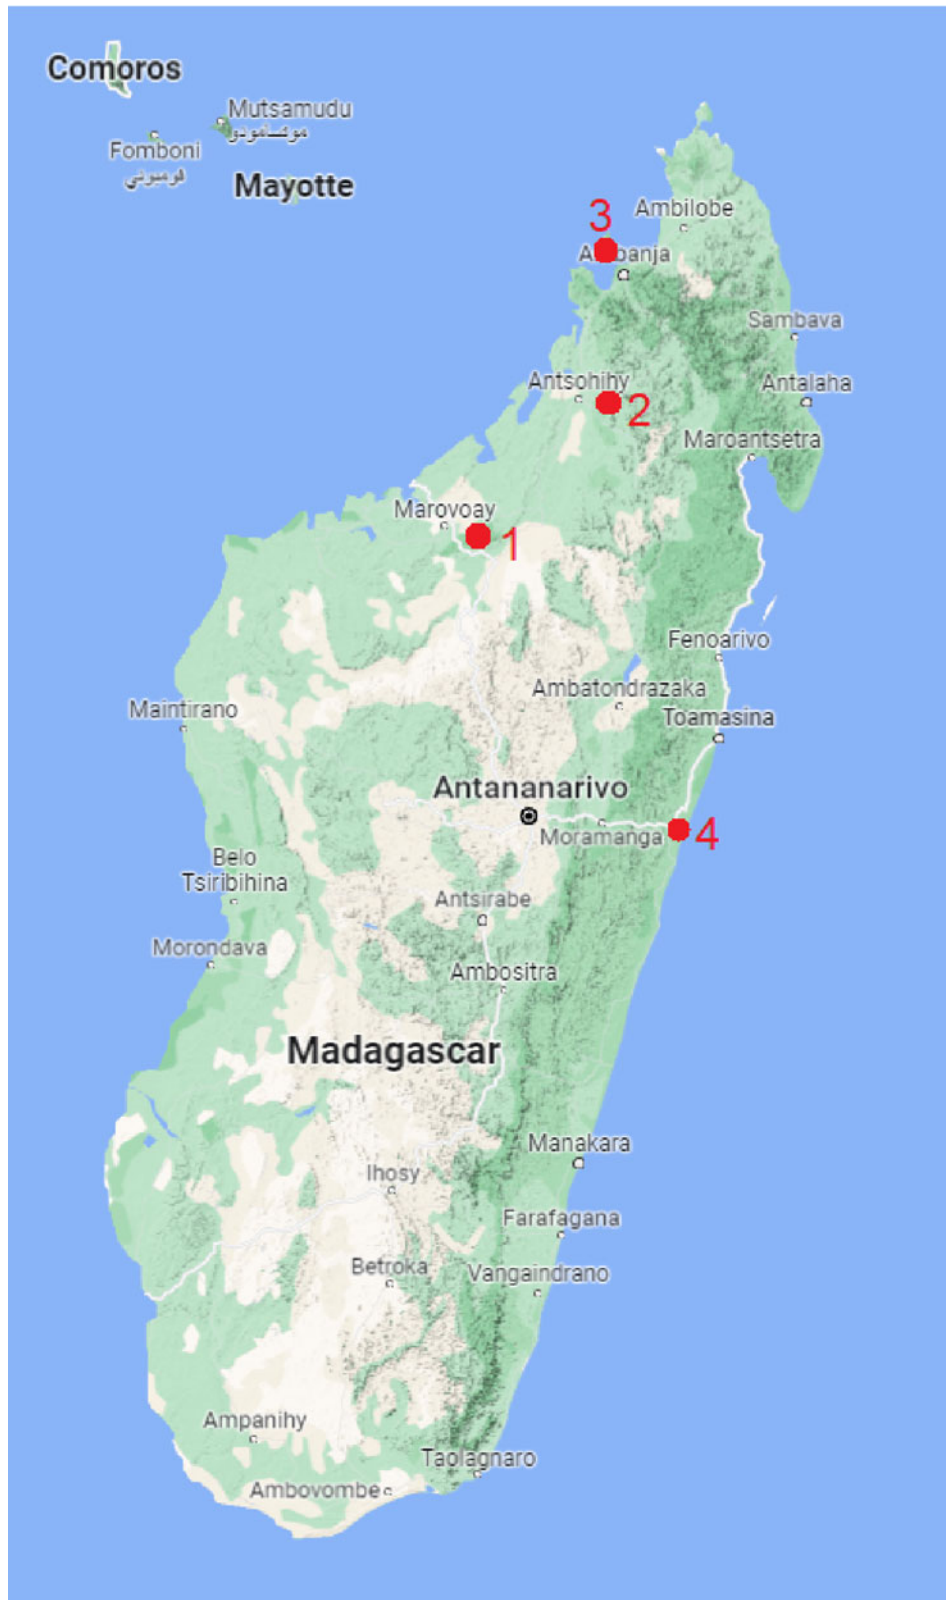 Comoros
Mutsamudu
موتسامودو
Fomboni
فومبوني
Mayotte
3
Ambilobe
Sambava
Antsohihy
Antalaha
2
Maroantsetra
Marovoay
1
Fenoarivo
Ambatondrazaka
Maintirano
Toamasina
Antananarivo
Moramanga
4
Belo
Tsiribihina
Antsirabe
Morondava
Ambositra
Madagascar
Manakara
Ihosy
Farafagana
Betroka
Vangaindrano
Ampanihy
Taolagnaro
Ambovombe